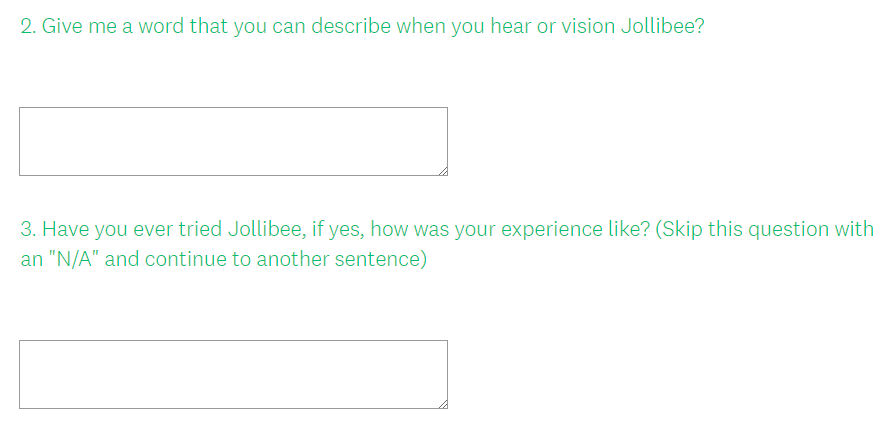 2. Give me a word that you can describe when you hear or vision Jollibee?
3. Have you ever tried Jollibee, if yes, how was your experience like? (Skip this question with
an "N/A" and continue to another sentence)